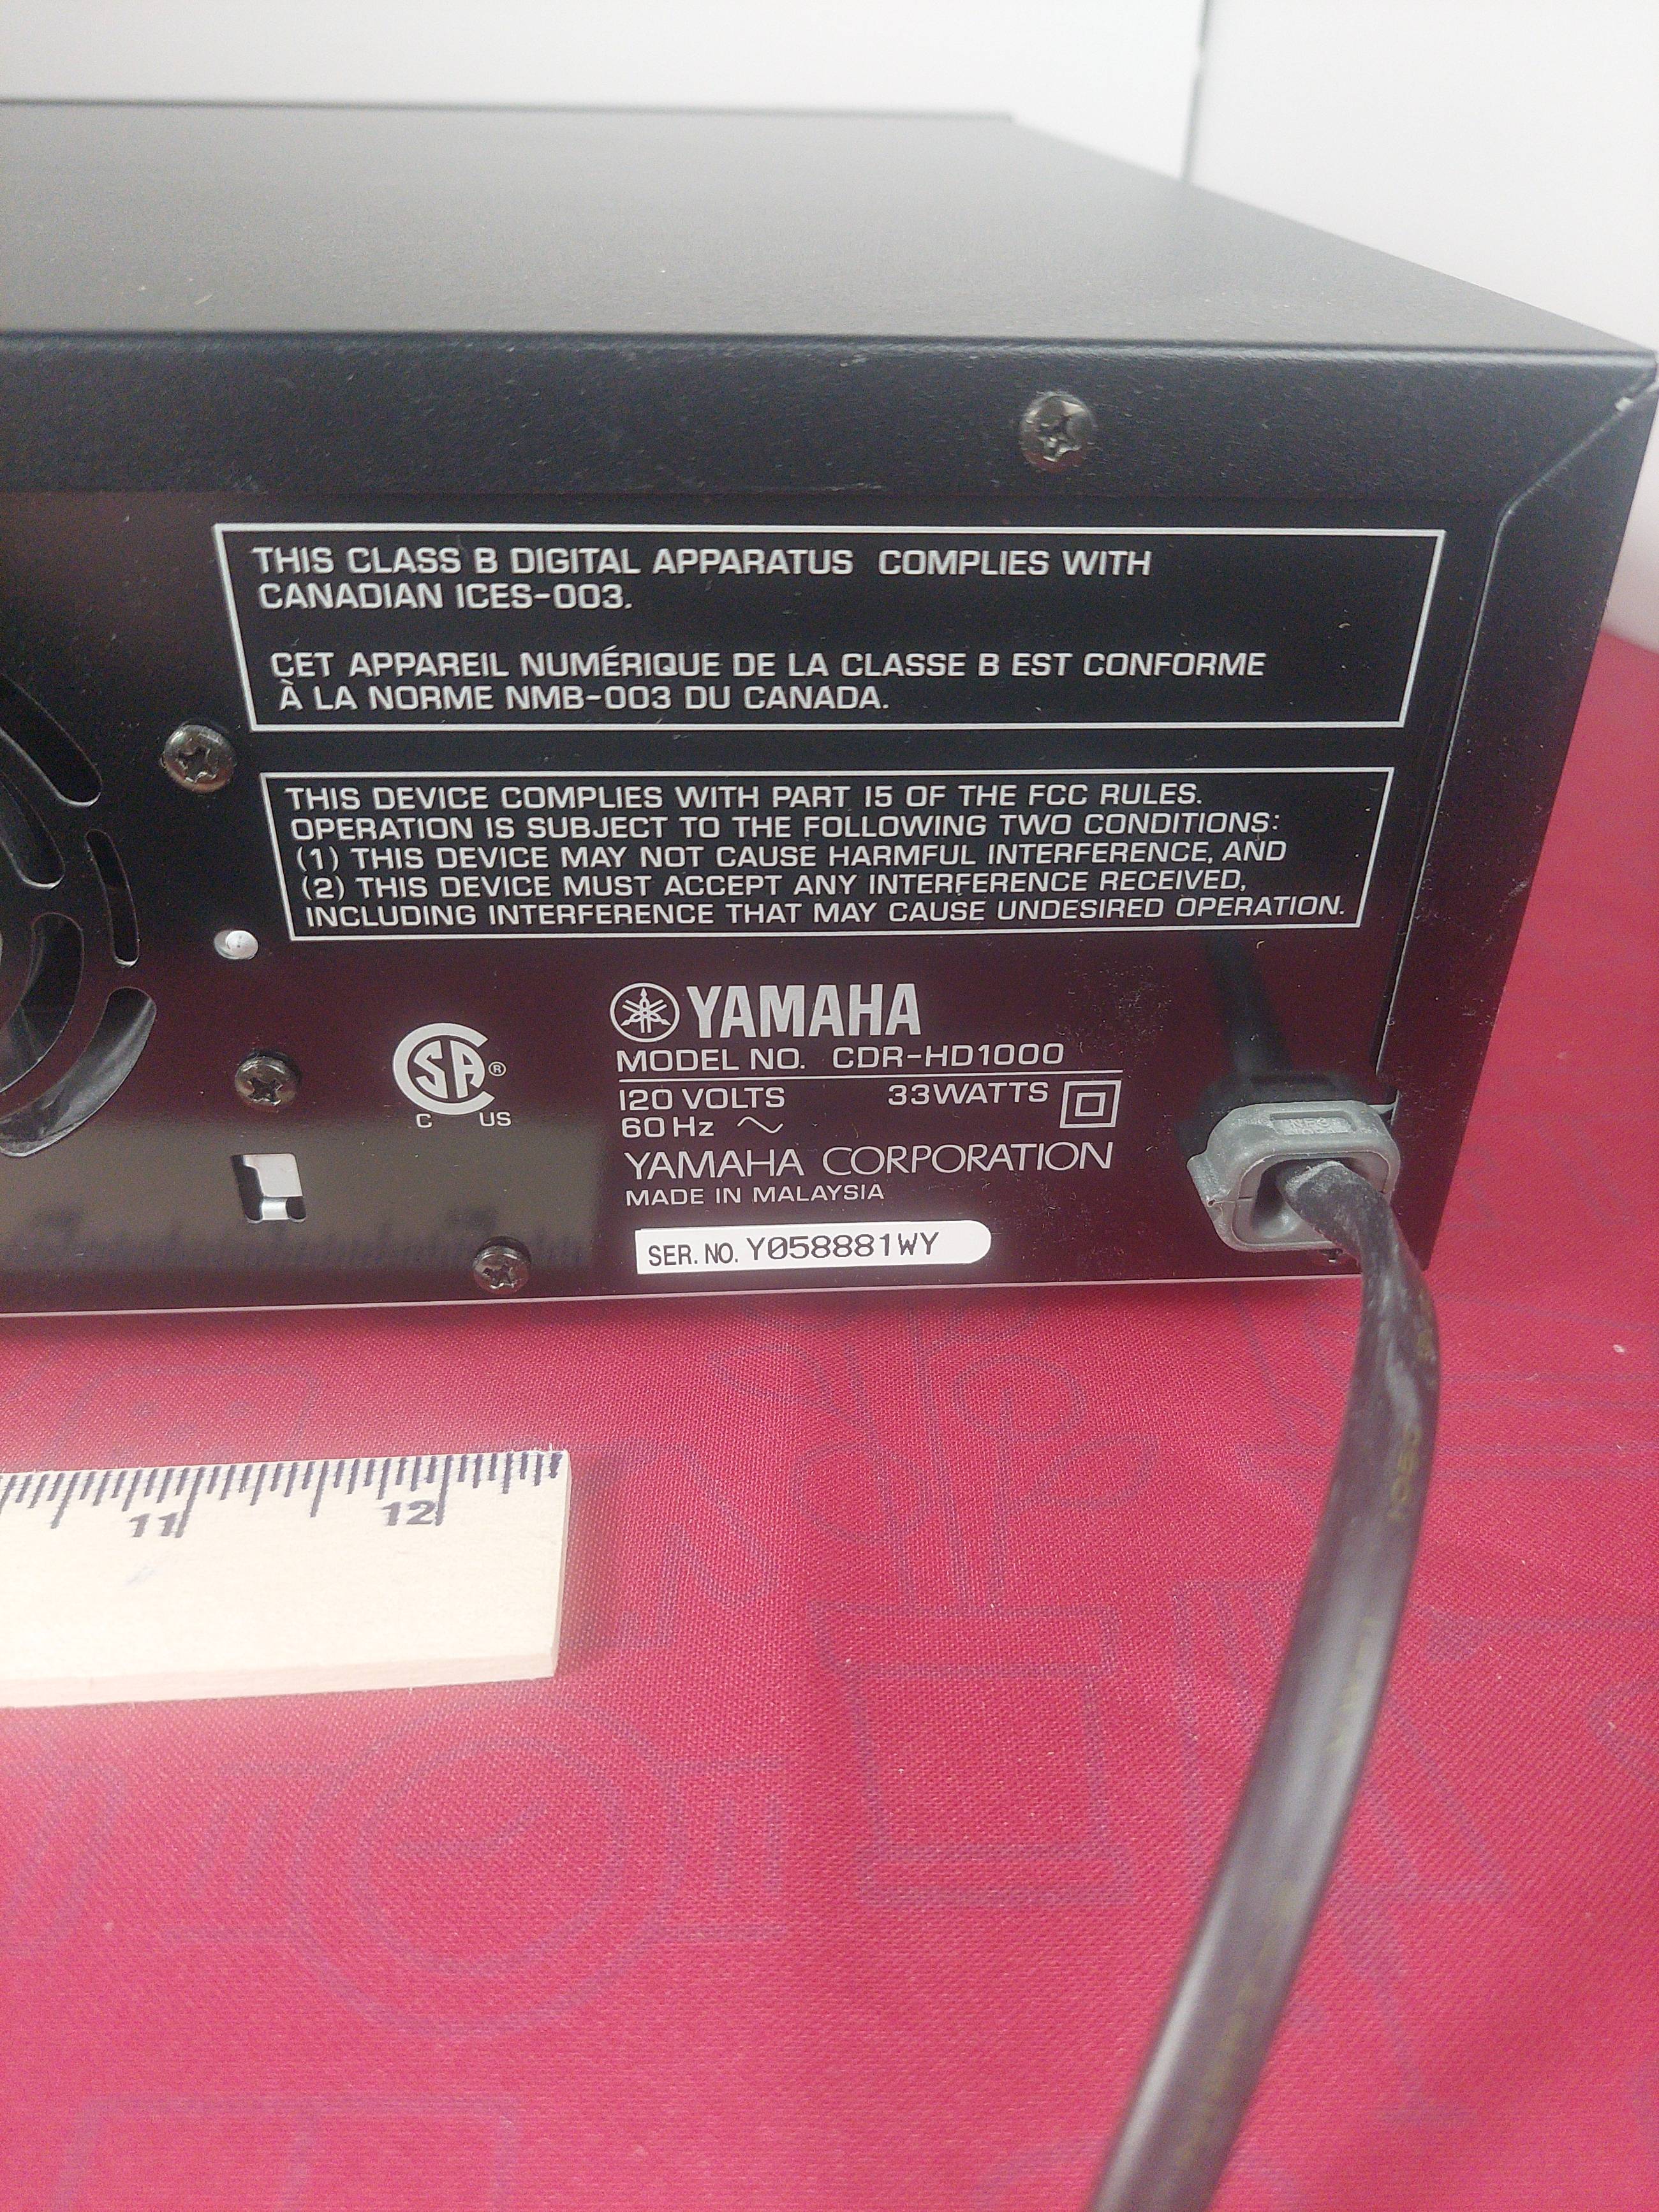 THIS CLASS B DIGITAL APPARATUS COMPLIES WITH
CANADIAN ICES-003.
CET APPAREIL NUMÉRIQUE DE LA CLASSE B EST CONFORME
À LA NORME NMB-003 DU CANADA.
THIS DEVICE COMPLIES WITH PART 15 OF THE FCC RULES.
OPERATION IS SUBJECT TO THE FOLLOWING TWO CONDITIONS:
(1) THIS DEVICE MAY NOT CAUSE HARMFUL INTERFERENCE, AND
(2) THIS DEVICE MUST ACCEPT ANY INTERFERENCE RECEIVED,
INCLUDING INTERFERENCE THAT MAY CAUSE UNDESIRED OPERATION.
YAMAHA
MODEL NO. CDR-HD1000
120 VOLTS 33WATTS
60Hz ~
YAMAHA CORPORATION
MADE IN MALAYSIA
SER. NO. Y058881WY
CSA®
C US
11 12